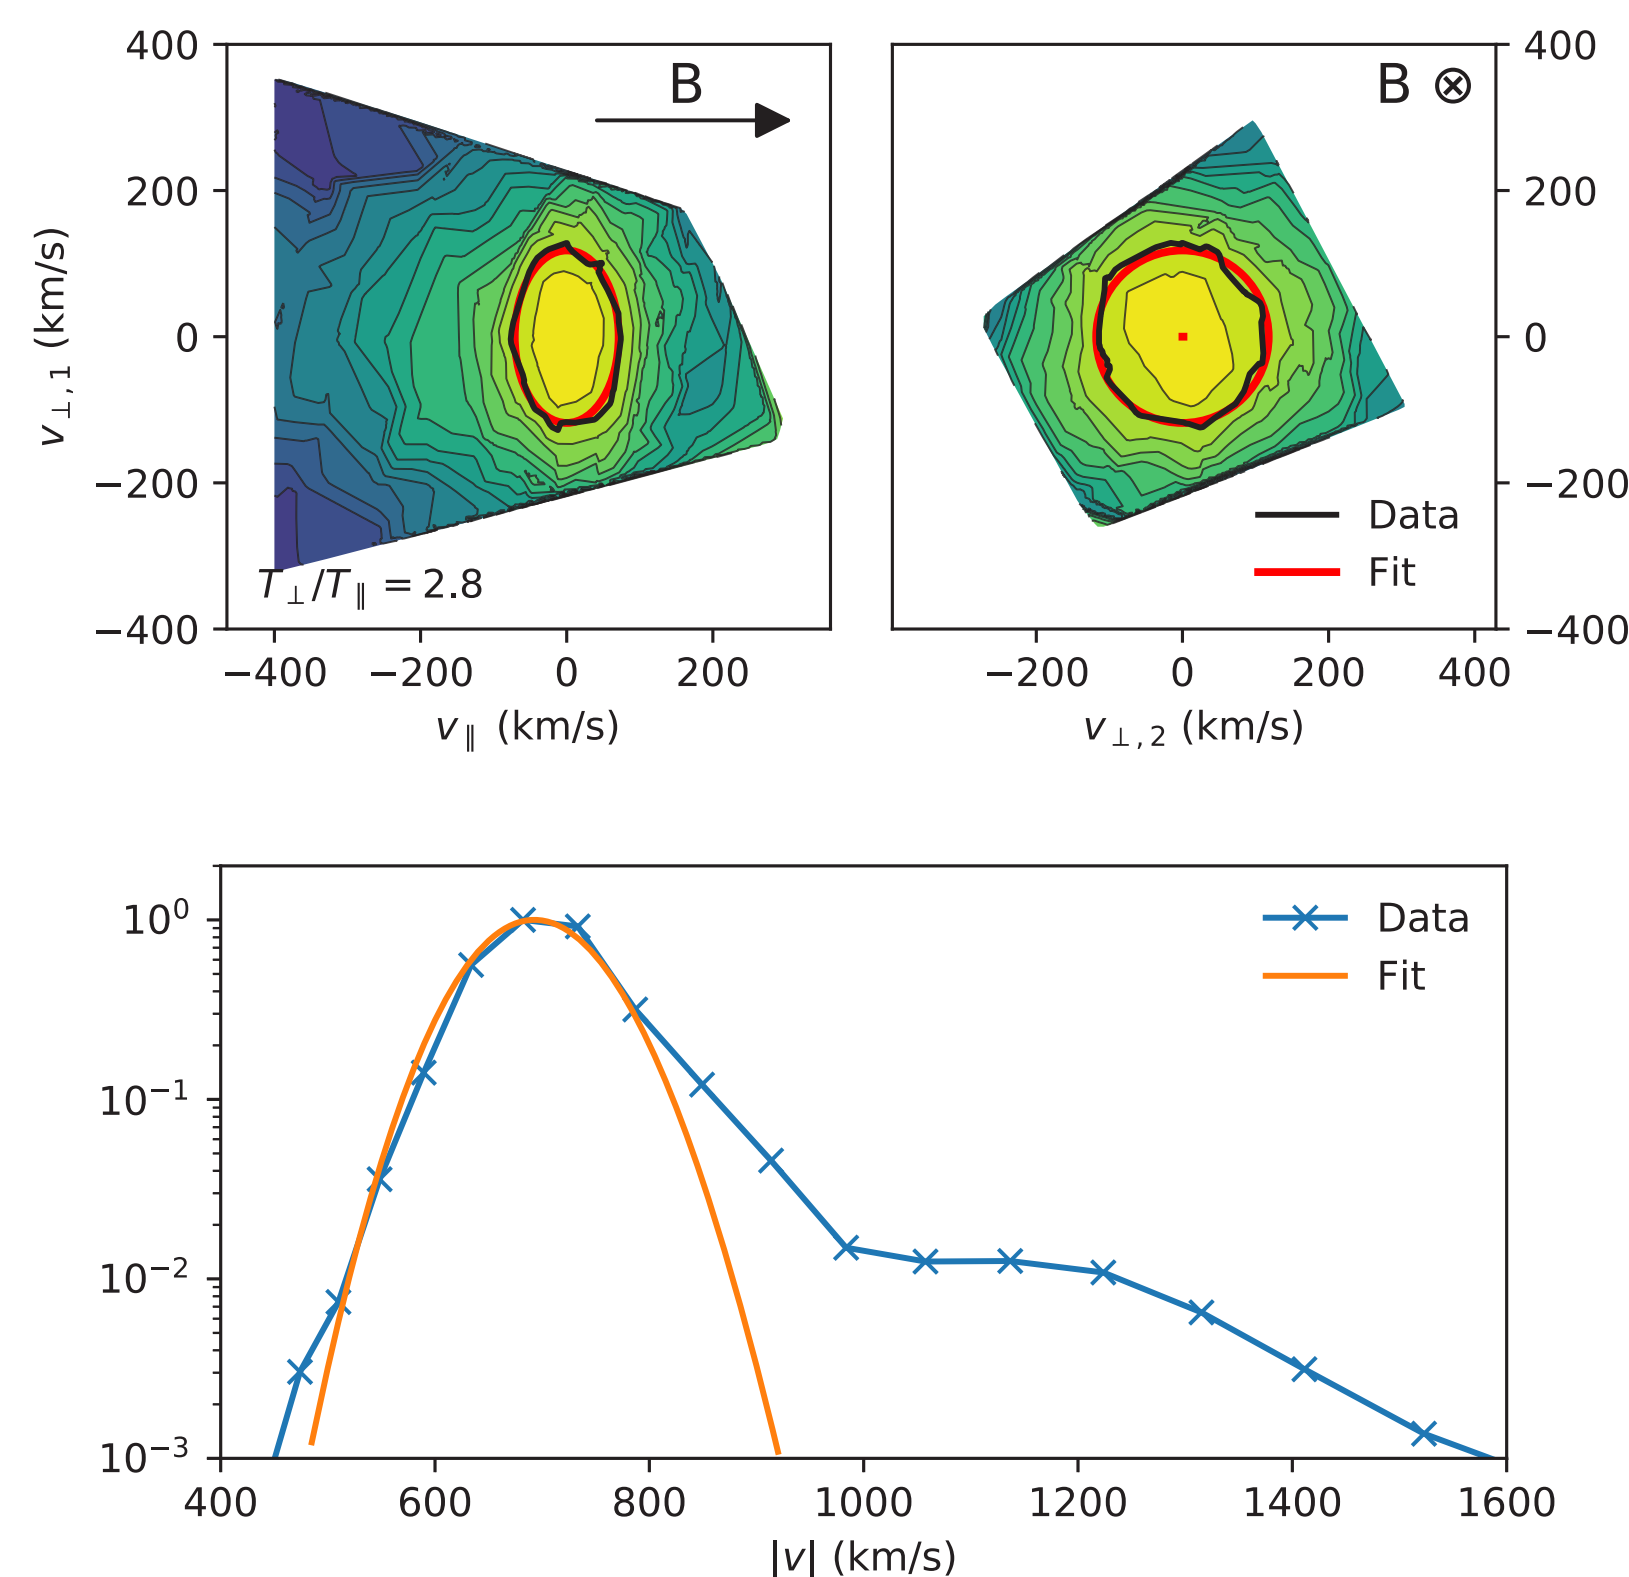 400
200
0
−200
−400
v⊥,1 (km/s)
B
T⊥/T∥ = 2.8
−400 −200 0 200
v∥ (km/s)
B ⊗
400
200
0
−200
−400
Data
Fit
−200 0 200 400
v⊥,2 (km/s)
10⁰
10⁻¹
10⁻²
10⁻³
Data
Fit
400 600 800 1000 1200 1400 1600
|v| (km/s)